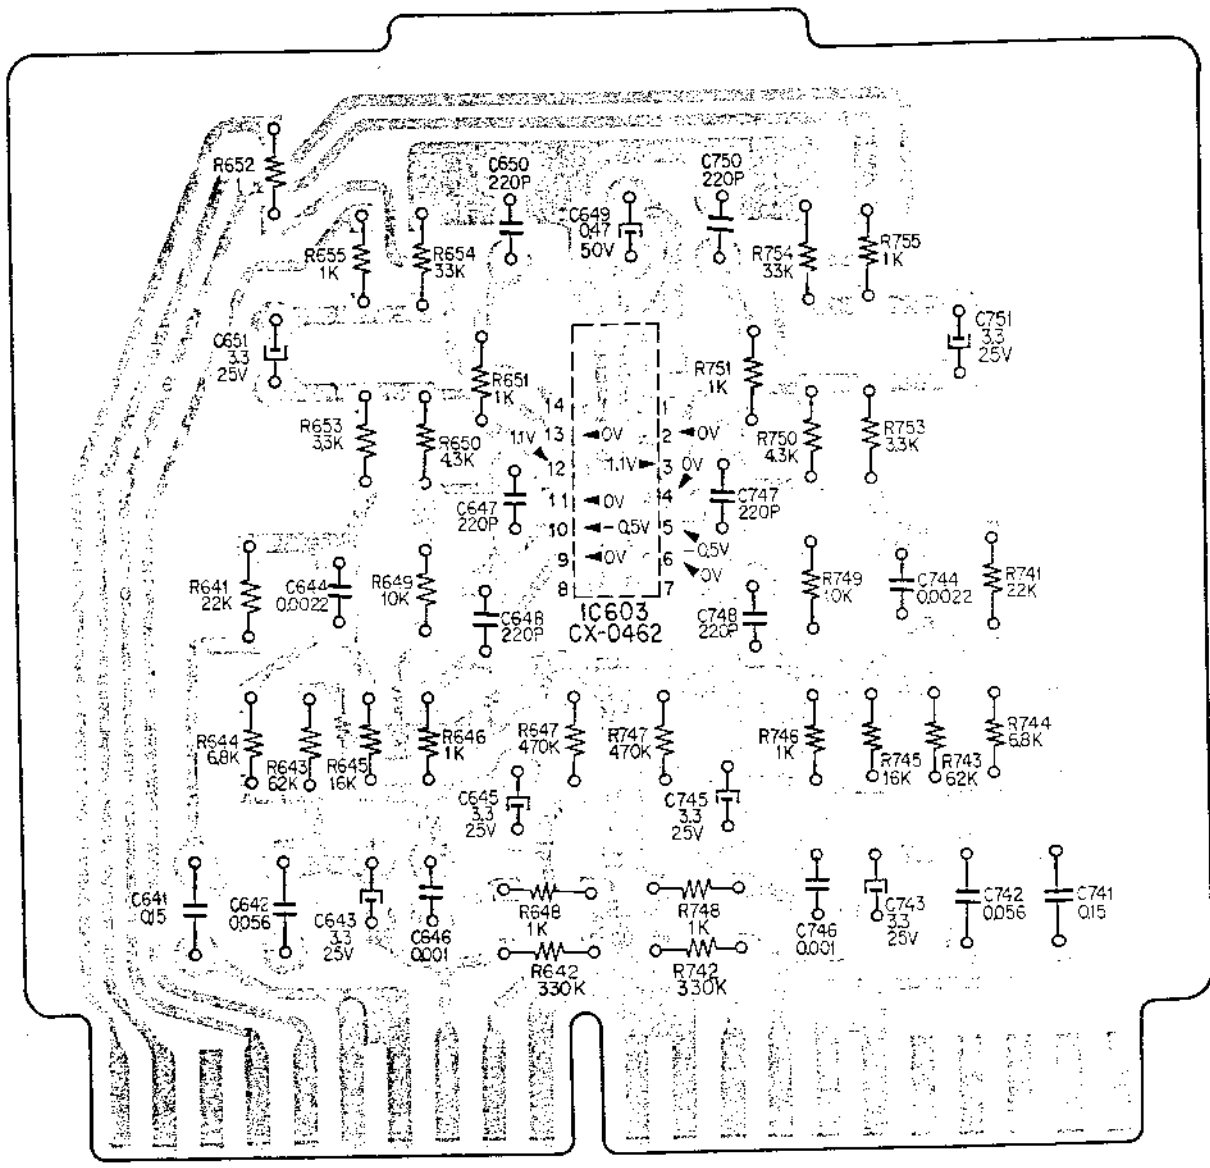 R652
1
C650
220P
C750
220P
C649
0.47
50V
R655
1K
R654
33K
R754
33K
R755
1K
C651
3.3
25V
C751
3.3
25V
R651
1K
R751
1K
14
1
13
0V
2
0V
1.1V
12
1.1V
3
0V
11
0V
4
10
-0.5V
5
-0.5V
9
0V
6
0V
8
7
IC603
CX-0462
R653
3.3K
R650
4.3K
R750
4.3K
R753
3.3K
C647
220P
C747
220P
R641
22K
C644
0.0022
R649
10K
C648
220P
C748
220P
R749
10K
C744
0.0022
R741
22K
R644
6.8K
R643
62K
R645
16K
R646
1K
R647
470K
R747
470K
R746
1K
R745
16K
R743
62K
R744
6.8K
C645
3.3
25V
C745
3.3
25V
C641
0.15
C642
0.056
C643
3.3
25V
C646
0.001
R648
1K
R748
1K
C746
0.001
C743
3.3
25V
C742
0.056
C741
0.15
R642
330K
R742
330K